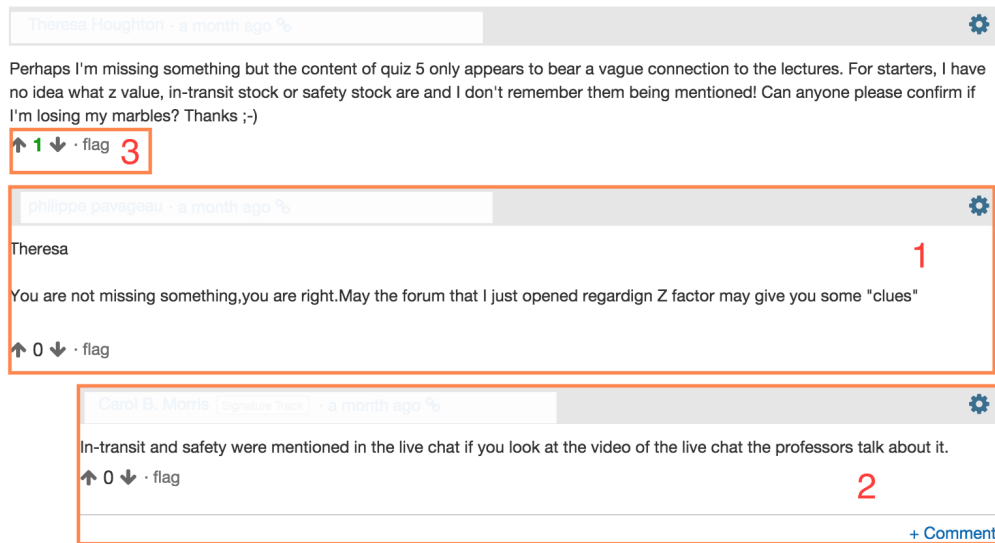 Theresa Houghton · a month ago
Perhaps I'm missing something but the content of quiz 5 only appears to bear a vague connection to the lectures. For starters, I have
no idea what z value, in-transit stock or safety stock are and I don't remember them being mentioned! Can anyone please confirm if
I'm losing my marbles? Thanks ;-)
1 · flag 3
philippe pavageau · a month ago
1
Theresa
You are not missing something,you are right.May the forum that I just opened regardign Z factor may give you some "clues"
0 · flag
Carol B. Morris Signature Track · a month ago
In-transit and safety were mentioned in the live chat if you look at the video of the live chat the professors talk about it.
0 · flag
2
+ Comment